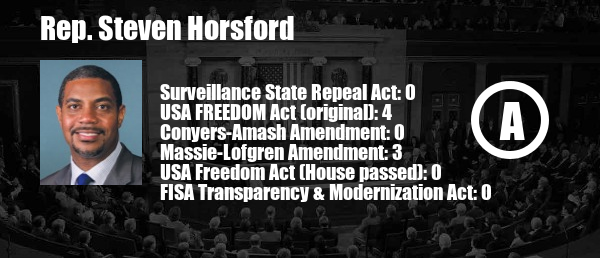 Rep. Steven Horsford
Surveillance State Repeal Act: 0
USA FREEDOM Act (original): 4
Conyers-Amash Amendment: 0
Massie-Lofgren Amendment: 3
USA Freedom Act (House passed): 0
FISA Transparency & Modernization Act: 0
A